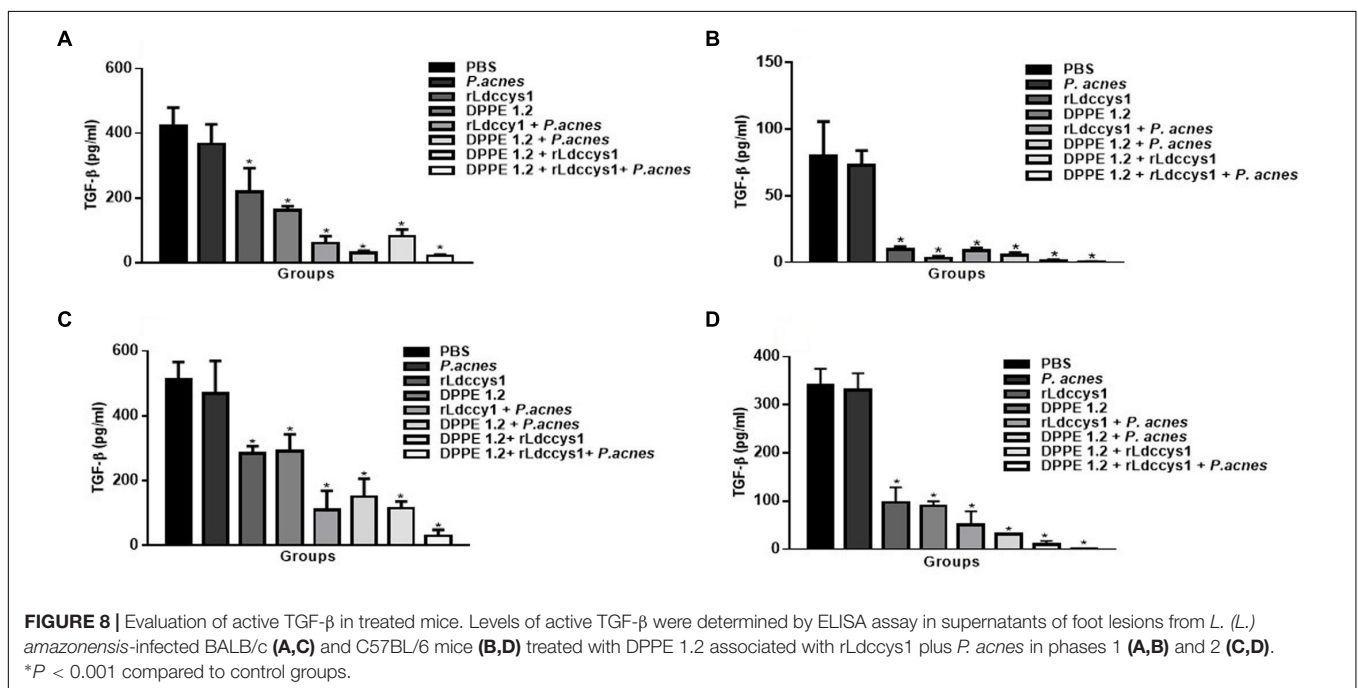 A
600
400
200
0
TGF-β (pg/ml)
Groups
PBS
P.acnes
rLdccys1
DPPE 1.2
rLdccy1 + P.acnes
DPPE 1.2 + P.acnes
DPPE 1.2 + rLdccys1
DPPE 1.2 + rLdccys1+ P.acnes
* * * * * *
B
150
100
50
0
TGF-β (pg/ml)
Groups
PBS
P. acnes
rLdccys1
DPPE 1.2
rLdccys1 + P. acnes
DPPE 1.2 + P. acnes
DPPE 1.2 + rLdccys1
DPPE 1.2 + rLdccys1 + P. acnes
* * * * * *
C
600
400
200
0
TGF-β (pg/ml)
Groups
PBS
P.acnes
rLdccys1
DPPE 1.2
rLdccy1 + P.acnes
DPPE 1.2 + P.acnes
DPPE 1.2+ rLdccys1
DPPE 1.2+ rLdccys1+ P.acnes
* * * * * *
D
400
300
200
100
0
TGF-β (pg/ml)
Groups
PBS
P. acnes
rLdccys1
DPPE 1.2
rLdccys1 + P. acnes
DPPE 1.2 + P. acnes
DPPE 1.2 + rLdccys1
DPPE 1.2 + rLdccys1 + P.acnes
* * * * * *
FIGURE 8 | Evaluation of active TGF-β in treated mice. Levels of active TGF-β were determined by ELISA assay in supernatants of foot lesions from L. (L.)
amazonensis-infected BALB/c (A,C) and C57BL/6 mice (B,D) treated with DPPE 1.2 associated with rLdccys1 plus P. acnes in phases 1 (A,B) and 2 (C,D).
*P < 0.001 compared to control groups.